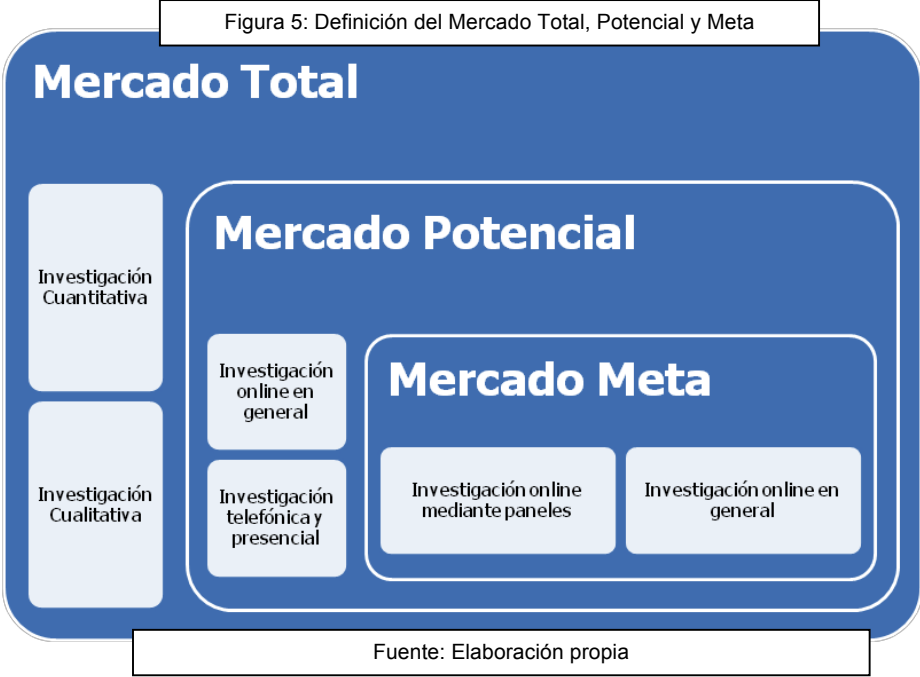 Figura 5: Definición del Mercado Total, Potencial y Meta
Mercado Total
Investigación
Cuantitativa
Investigación
Cualitativa
Mercado Potencial
Investigación
online en
general
Investigación
telefónica y
presencial
Mercado Meta
Investigación online
mediante paneles
Investigación online en
general
Fuente: Elaboración propia